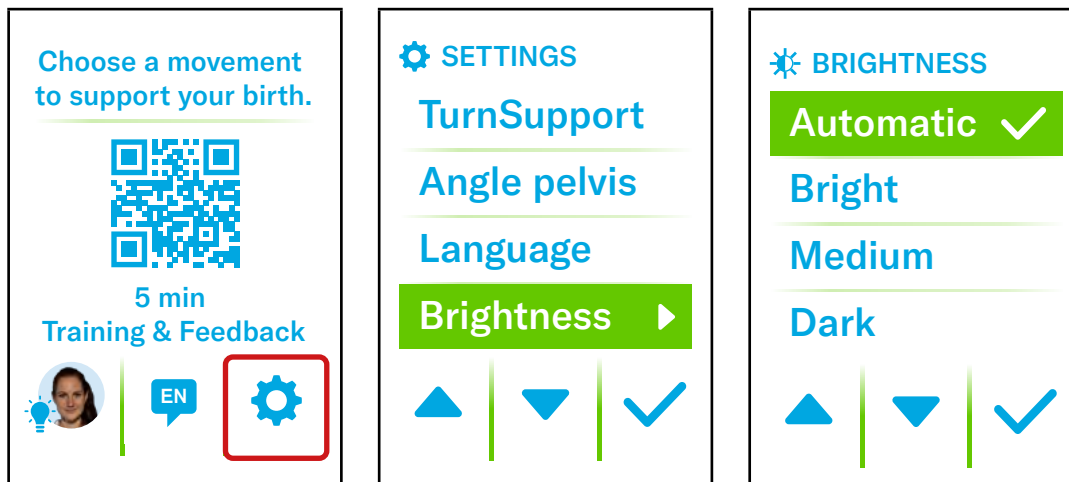 Choose a movement
to support your birth.
5 min
Training & Feedback
EN
SETTINGS
TurnSupport
Angle pelvis
Language
Brightness
BRIGHTNESS
Automatic
Bright
Medium
Dark